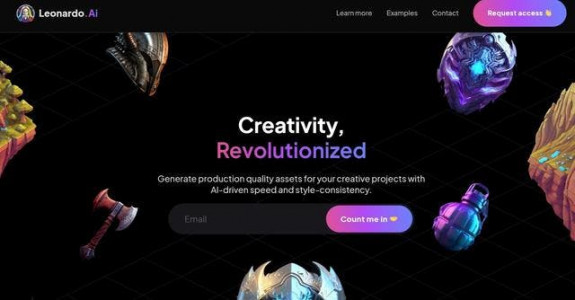 Leonardo.Ai
Learn more
Examples
Contact
Request access 👋
Creativity,
Revolutionized
Generate production quality assets for your creative projects with
AI-driven speed and style-consistency.
Email
Count me in 🤝